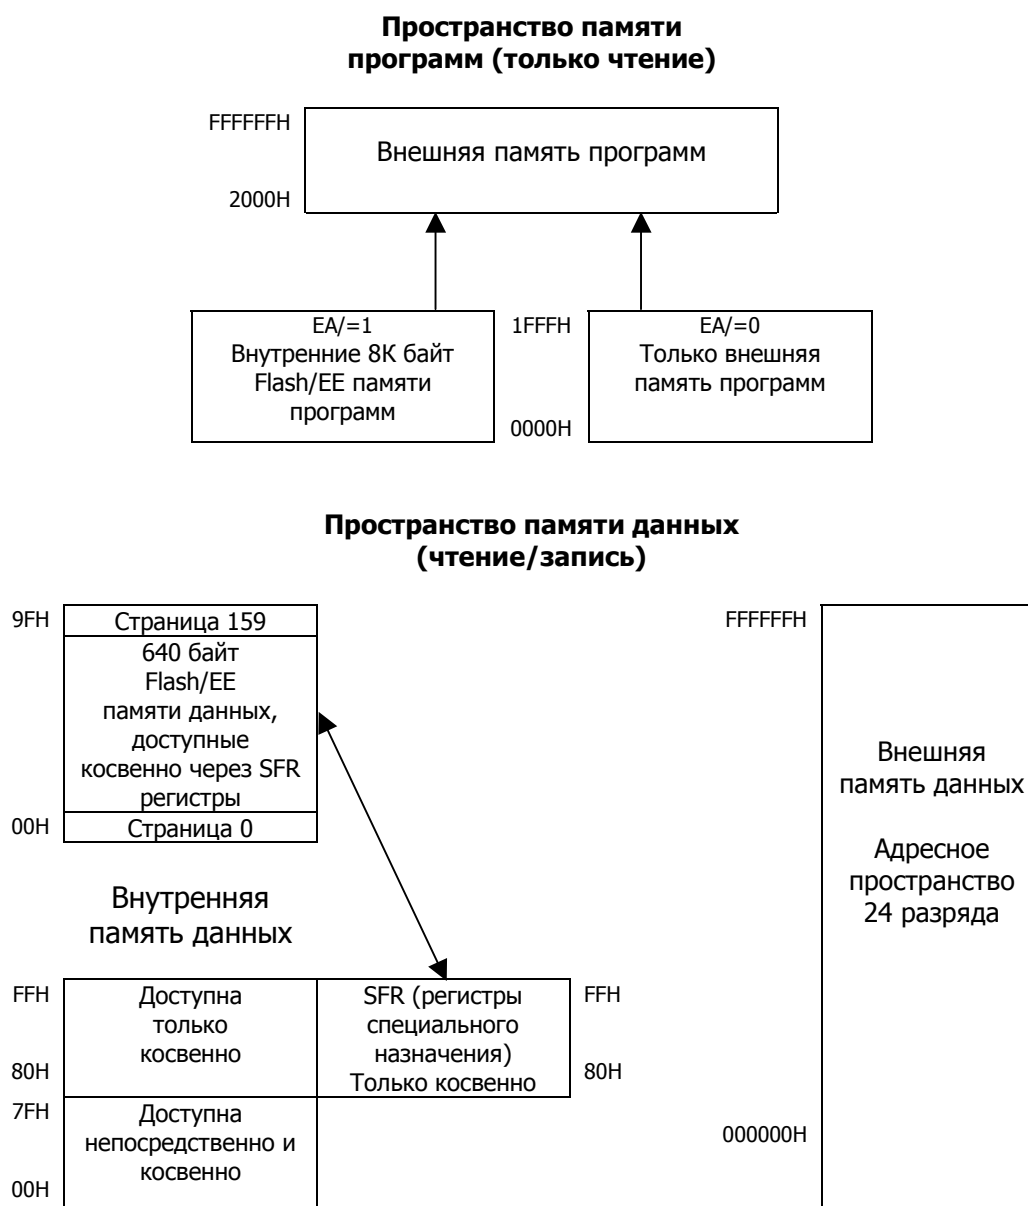 Пространство памяти
программ (только чтение)
FFFFFFH
Внешняя память программ
2000H
EA/=1
Внутренние 8К байт
Flash/EE памяти
программ
1FFFH
0000H
EA/=0
Только внешняя
память программ
Пространство памяти данных
(чтение/запись)
9FH
Страница 159
640 байт
Flash/EE
памяти данных,
доступные
косвенно через SFR
регистры
00H
Страница 0
Внутренняя
память данных
FFH
Доступна
только
косвенно
80H
SFR (регистры
специального
назначения)
Только косвенно
FFH
80H
7FH
Доступна
непосредственно и
косвенно
00H
FFFFFFH
Внешняя
память данных
Адресное
пространство
24 разряда
000000H